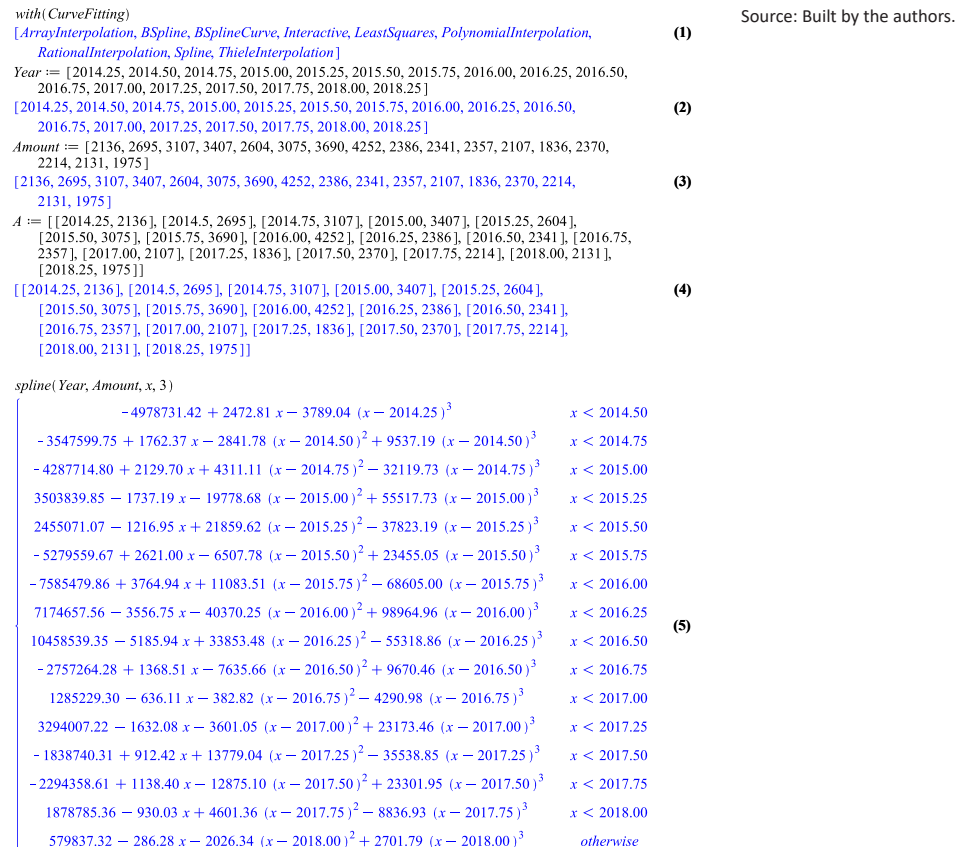 with(CurveFitting)
Source: Built by the authors.
[ArrayInterpolation, BSpline, BSplineCurve, Interactive, LeastSquares, PolynomialInterpolation, (1)
RationalInterpolation, Spline, ThieleInterpolation]
Year := [2014.25, 2014.50, 2014.75, 2015.00, 2015.25, 2015.50, 2015.75, 2016.00, 2016.25, 2016.50,
2016.75, 2017.00, 2017.25, 2017.50, 2017.75, 2018.00, 2018.25]
[2014.25, 2014.50, 2014.75, 2015.00, 2015.25, 2015.50, 2015.75, 2016.00, 2016.25, 2016.50, (2)
2016.75, 2017.00, 2017.25, 2017.50, 2017.75, 2018.00, 2018.25]
Amount := [2136, 2695, 3107, 3407, 2604, 3075, 3690, 4252, 2386, 2341, 2357, 2107, 1836, 2370,
2214, 2131, 1975]
[2136, 2695, 3107, 3407, 2604, 3075, 3690, 4252, 2386, 2341, 2357, 2107, 1836, 2370, 2214, (3)
2131, 1975]
A := [[2014.25, 2136], [2014.5, 2695], [2014.75, 3107], [2015.00, 3407], [2015.25, 2604],
[2015.50, 3075], [2015.75, 3690], [2016.00, 4252], [2016.25, 2386], [2016.50, 2341], [2016.75,
2357], [2017.00, 2107], [2017.25, 1836], [2017.50, 2370], [2017.75, 2214], [2018.00, 2131],
[2018.25, 1975]]
[[2014.25, 2136], [2014.5, 2695], [2014.75, 3107], [2015.00, 3407], [2015.25, 2604], (4)
[2015.50, 3075], [2015.75, 3690], [2016.00, 4252], [2016.25, 2386], [2016.50, 2341],
[2016.75, 2357], [2017.00, 2107], [2017.25, 1836], [2017.50, 2370], [2017.75, 2214],
[2018.00, 2131], [2018.25, 1975]]
spline(Year, Amount, x, 3)
-4978731.42 + 2472.81 x − 3789.04 (x − 2014.25)³ x < 2014.50
-3547599.75 + 1762.37 x − 2841.78 (x − 2014.50)² + 9537.19 (x − 2014.50)³ x < 2014.75
-4287714.80 + 2129.70 x + 4311.11 (x − 2014.75)² − 32119.73 (x − 2014.75)³ x < 2015.00
3503839.85 − 1737.19 x − 19778.68 (x − 2015.00)² + 55517.73 (x − 2015.00)³ x < 2015.25
2455071.07 − 1216.95 x + 21859.62 (x − 2015.25)² − 37823.19 (x − 2015.25)³ x < 2015.50
-5279559.67 + 2621.00 x − 6507.78 (x − 2015.50)² + 23455.05 (x − 2015.50)³ x < 2015.75
-7585479.86 + 3764.94 x + 11083.51 (x − 2015.75)² − 68605.00 (x − 2015.75)³ x < 2016.00
7174657.56 − 3556.75 x − 40370.25 (x − 2016.00)² + 98964.96 (x − 2016.00)³ x < 2016.25
10458539.35 − 5185.94 x + 33853.48 (x − 2016.25)² − 55318.86 (x − 2016.25)³ x < 2016.50 (5)
-2757264.28 + 1368.51 x − 7635.66 (x − 2016.50)² + 9670.46 (x − 2016.50)³ x < 2016.75
1285229.30 − 636.11 x − 382.82 (x − 2016.75)² − 4290.98 (x − 2016.75)³ x < 2017.00
3294007.22 − 1632.08 x − 3601.05 (x − 2017.00)² + 23173.46 (x − 2017.00)³ x < 2017.25
-1838740.31 + 912.42 x + 13779.04 (x − 2017.25)² − 35538.85 (x − 2017.25)³ x < 2017.50
-2294358.61 + 1138.40 x − 12875.10 (x − 2017.50)² + 23301.95 (x − 2017.50)³ x < 2017.75
1878785.36 − 930.03 x + 4601.36 (x − 2017.75)² − 8836.93 (x − 2017.75)³ x < 2018.00
579837.32 − 286.28 x − 2026.34 (x − 2018.00)² + 2701.79 (x − 2018.00)³ otherwise